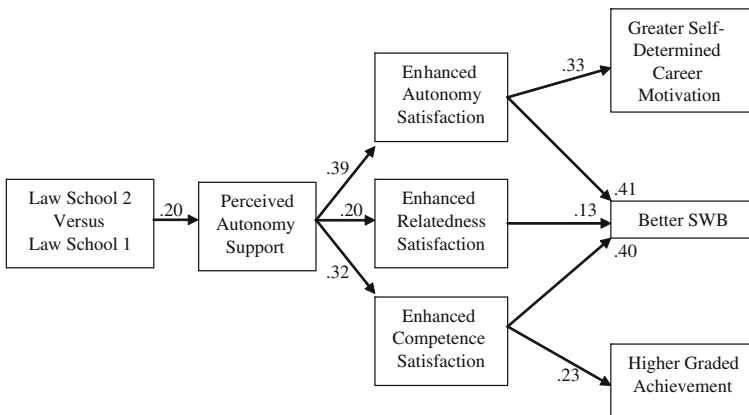 Greater Self-
Determined
Career
Motivation
.33
Enhanced
Autonomy
Satisfaction
.39
.41
Law School 2
Versus
Law School 1
.20
Perceived
Autonomy
Support
.20
Enhanced
Relatedness
Satisfaction
.13
Better SWB
.32
.40
Enhanced
Competence
Satisfaction
.23
Higher Graded
Achievement